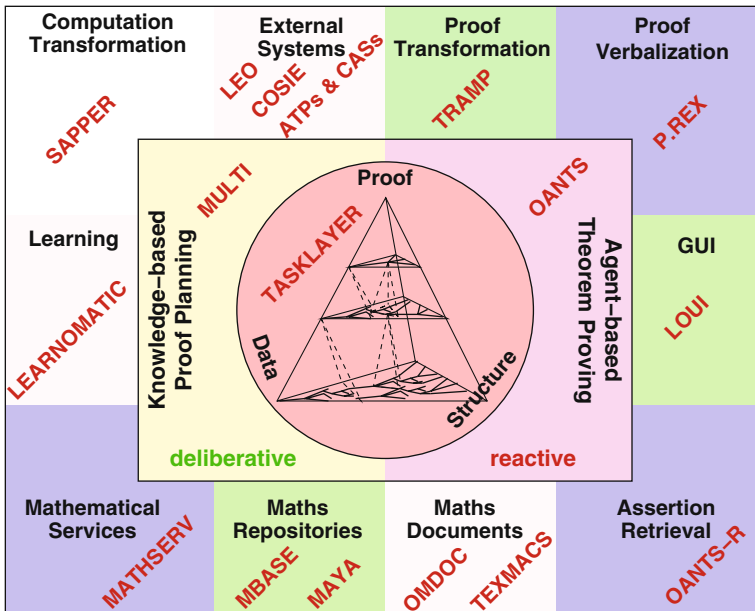 Computation
Transformation
SAPPER
External
Systems
LEO
COSIE
ATPs & CASs
Proof
Transformation
TRAMP
Proof
Verbalization
P.REX
Learning
LEARNOMATIC
Knowledge-based
Proof Planning
MULTI
deliberative
Proof
TASKLAYER
Data
Structure
OANTS
Agent-based
Theorem Proving
reactive
GUI
LOUI
Mathematical
Services
MATHSERV
Maths
Repositories
MBASE
MAYA
Maths
Documents
OMDOC
TEXMACS
Assertion
Retrieval
OANTS-R